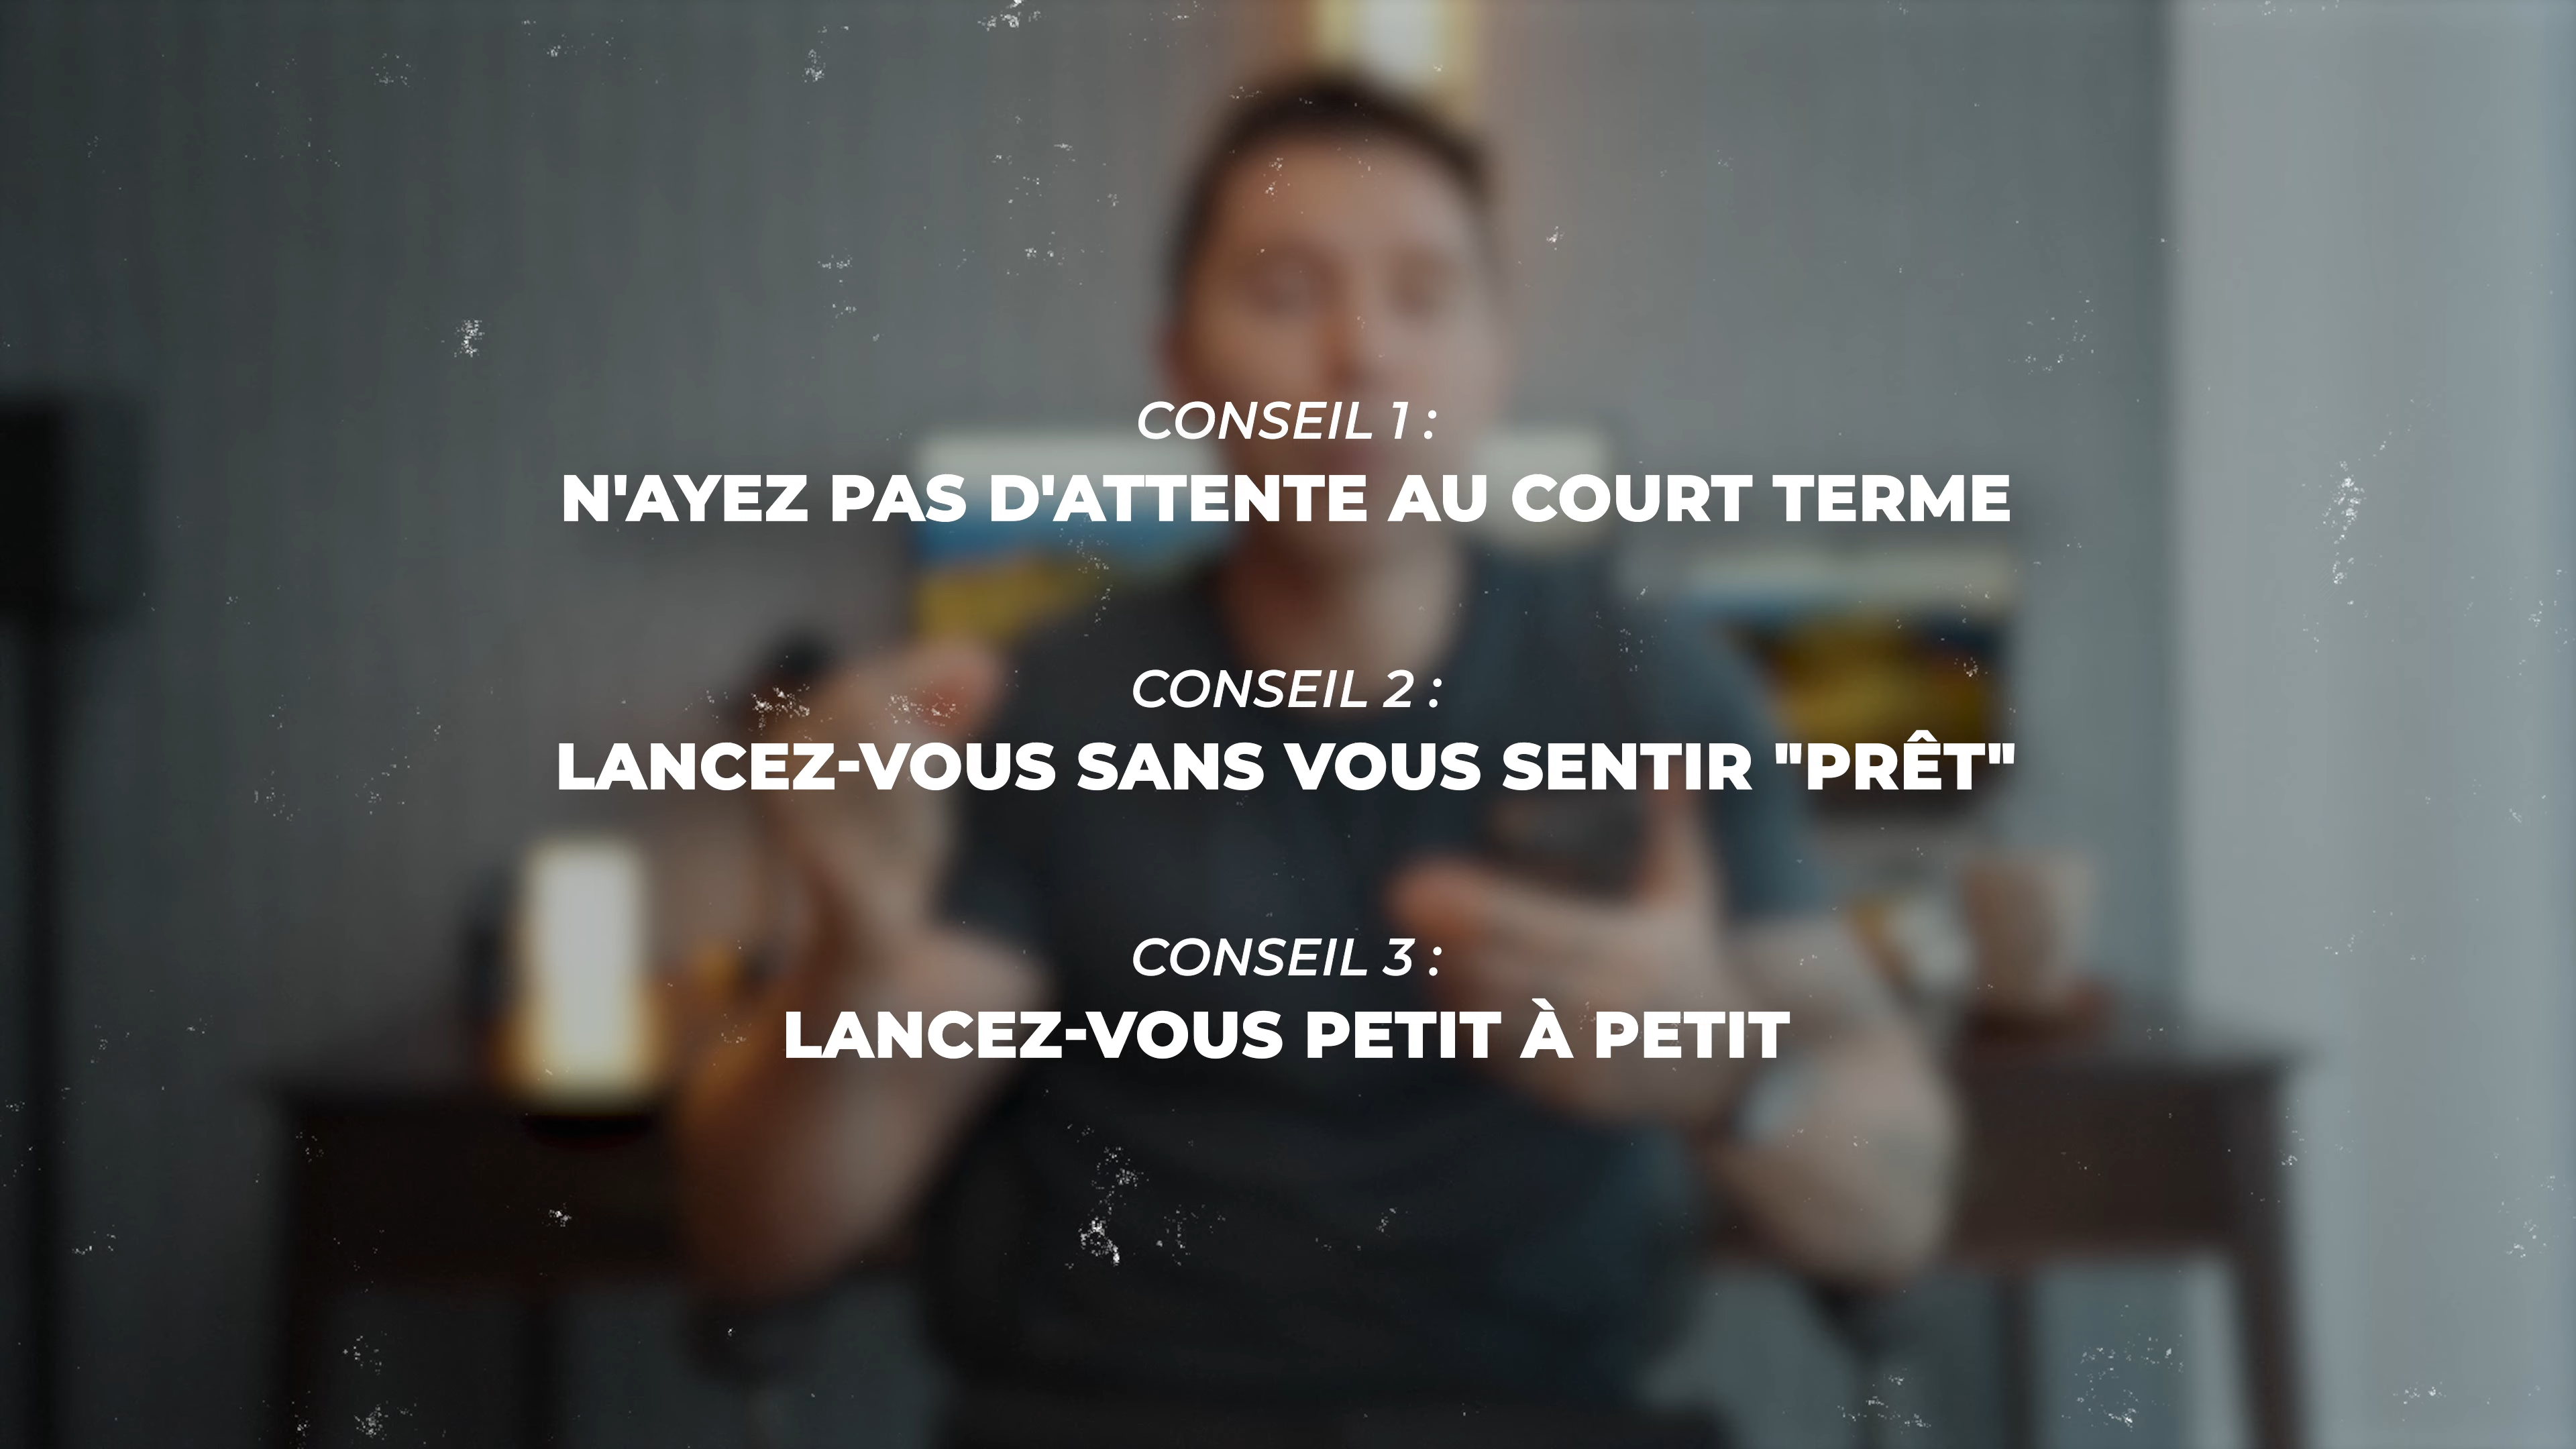 CONSEIL 1 :
N'AYEZ PAS D'ATTENTE AU COURT TERME
CONSEIL 2 :
LANCEZ-VOUS SANS VOUS SENTIR "PRÊT"
CONSEIL 3 :
LANCEZ-VOUS PETIT À PETIT